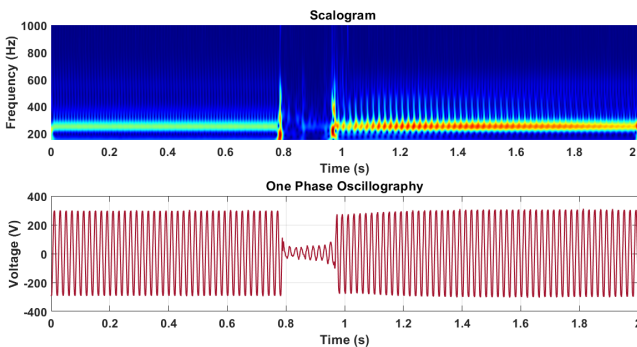 Scalogram
1000
800
600
400
200
Frequency (Hz)
0 0.2 0.4 0.6 0.8 1 1.2 1.4 1.6 1.8 2
Time (s)
One Phase Oscillography
400
200
0
-200
-400
Voltage (V)
0 0.2 0.4 0.6 0.8 1 1.2 1.4 1.6 1.8 2
Time (s)